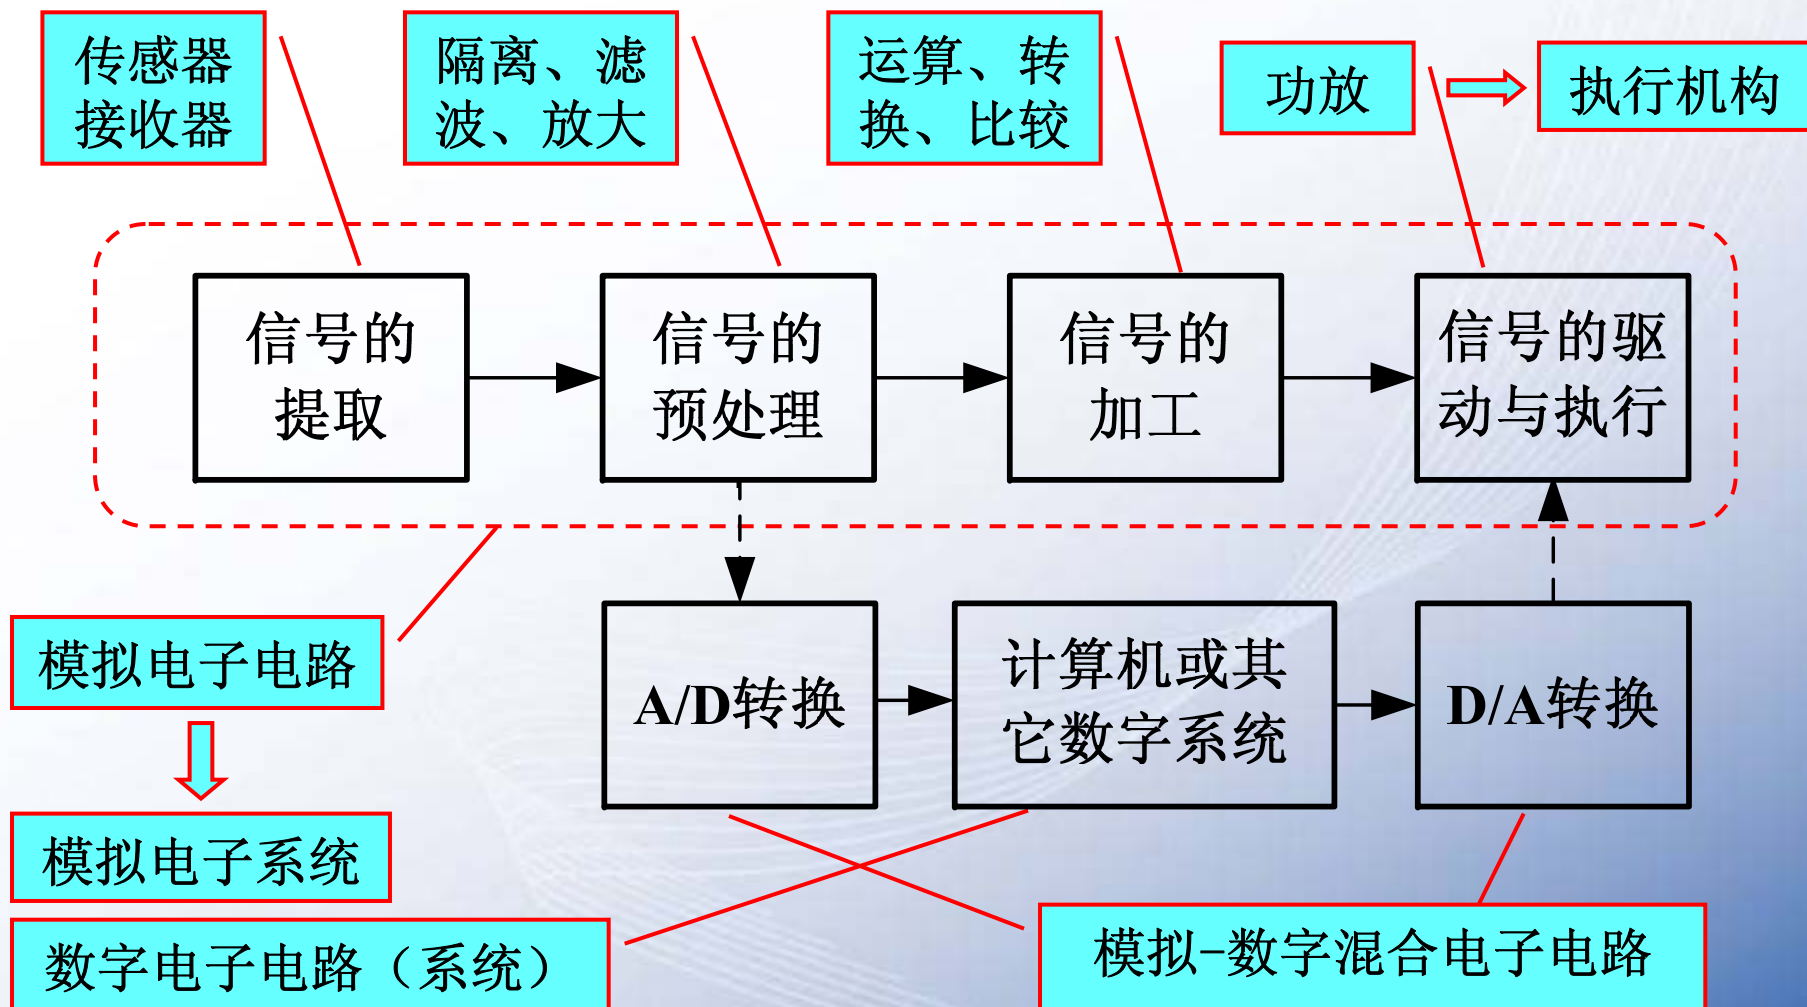 传感器
接收器
隔离、滤
波、放大
运算、转
换、比较
功放
执行机构
信号的
提取
信号的
预处理
信号的
加工
信号的驱
动与执行
模拟电子电路
A/D转换
计算机或其
它数字系统
D/A转换
模拟电子系统
数字电子电路（系统）
模拟-数字混合电子电路